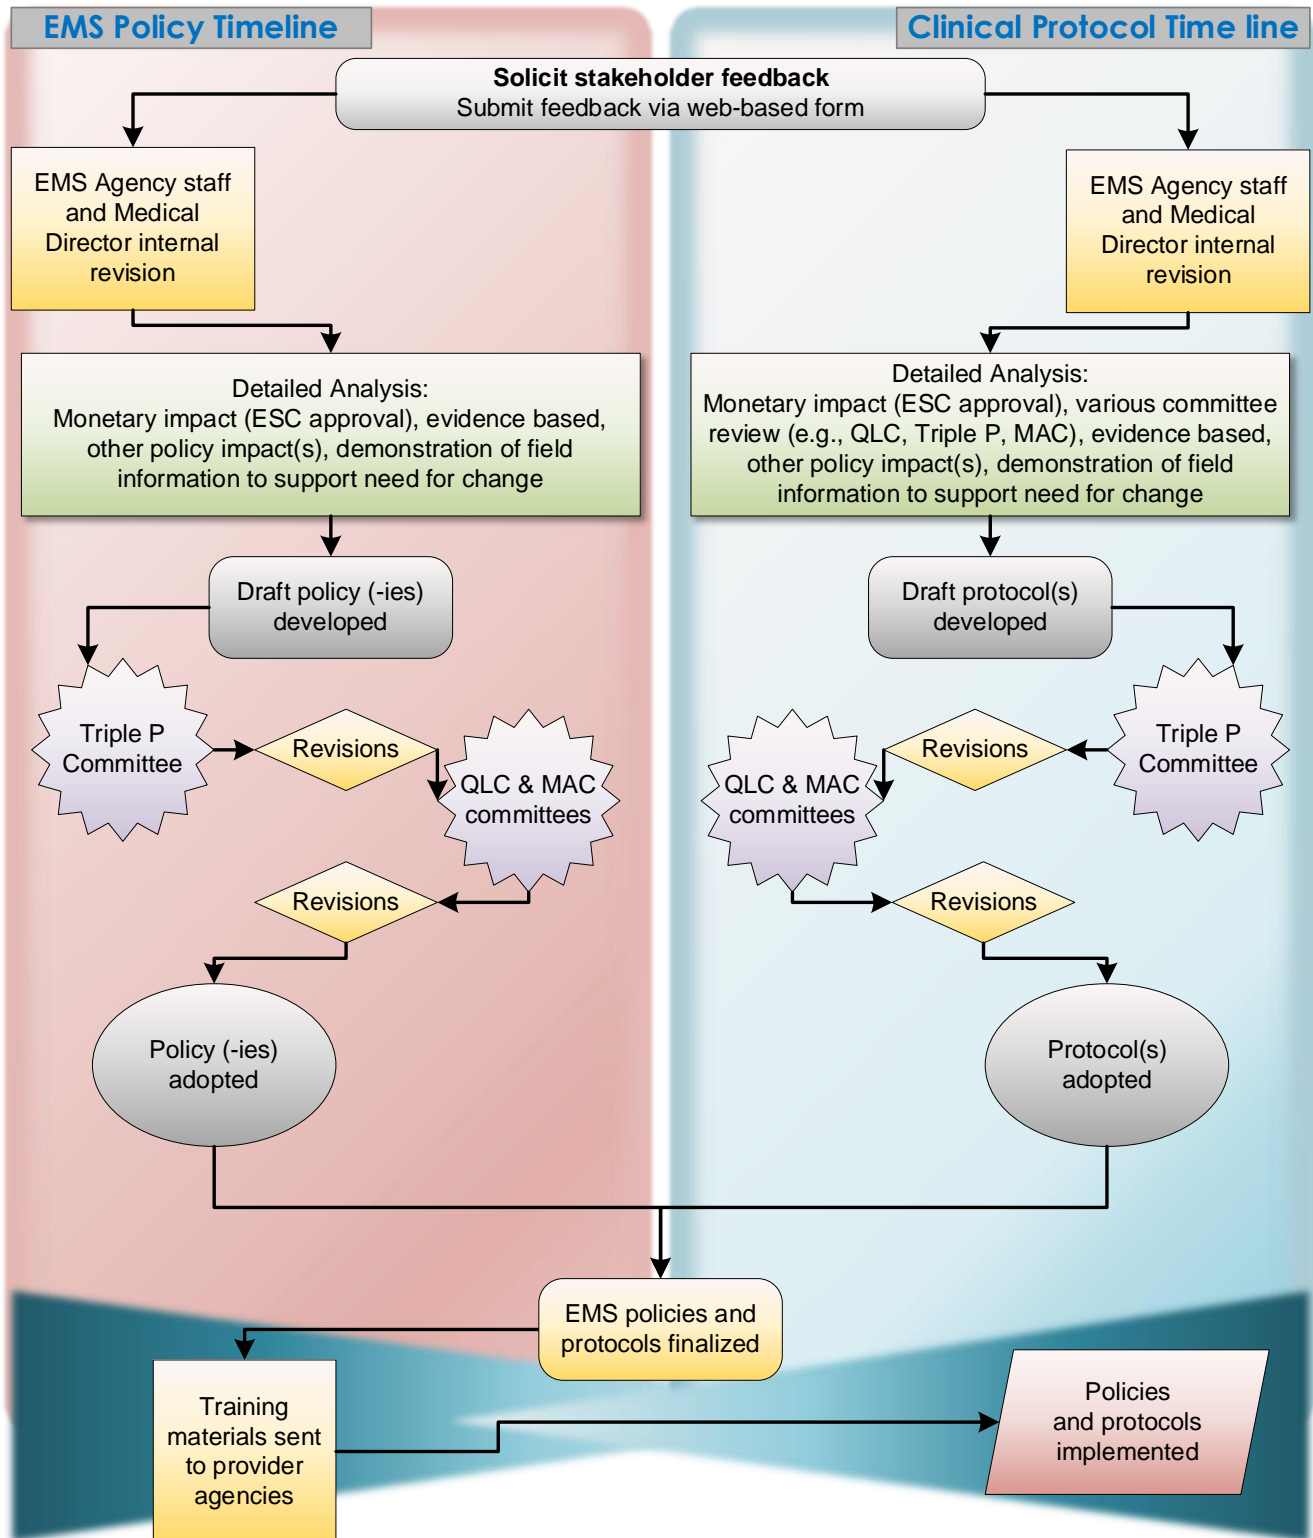 EMS Policy Timeline
Clinical Protocol Time line
Solicit stakeholder feedback
Submit feedback via web-based form
EMS Agency staff
and Medical
Director internal
revision
EMS Agency staff
and Medical
Director internal
revision
Detailed Analysis:
Monetary impact (ESC approval), evidence based,
other policy impact(s), demonstration of field
information to support need for change
Detailed Analysis:
Monetary impact (ESC approval), various committee
review (e.g., QLC, Triple P, MAC), evidence based,
other policy impact(s), demonstration of field
information to support need for change
Draft policy (-ies)
developed
Draft protocol(s)
developed
Triple P
Committee
Revisions
QLC & MAC
committees
QLC & MAC
committees
Revisions
Triple P
Committee
Revisions
Revisions
Policy (-ies)
adopted
Protocol(s)
adopted
EMS policies and
protocols finalized
Training
materials sent
to provider
agencies
Policies
and protocols
implemented